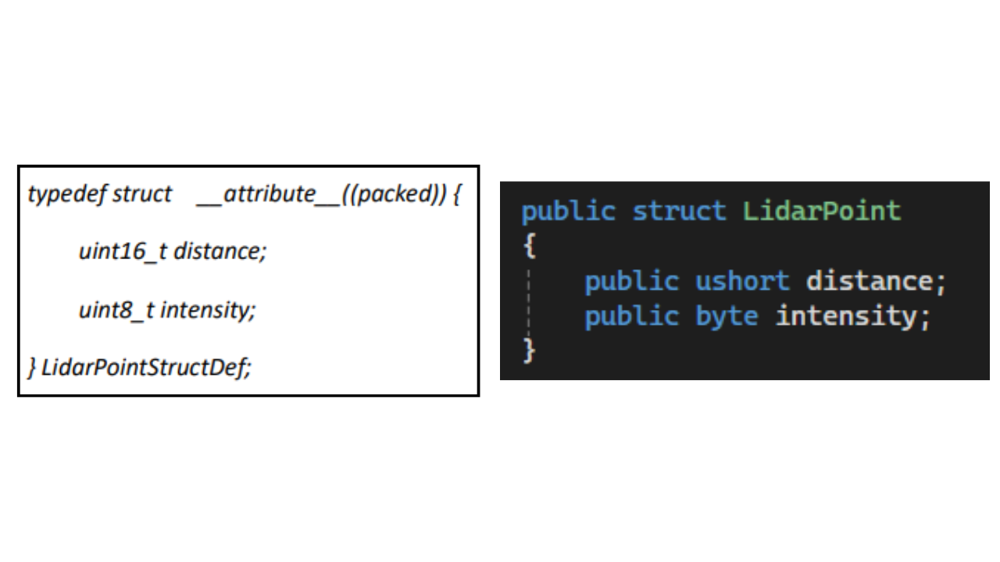 typedef struct __attribute__((packed)) {
uint16_t distance;
uint8_t intensity;
} LidarPointStructDef;
public struct LidarPoint
{
public ushort distance;
public byte intensity;
}